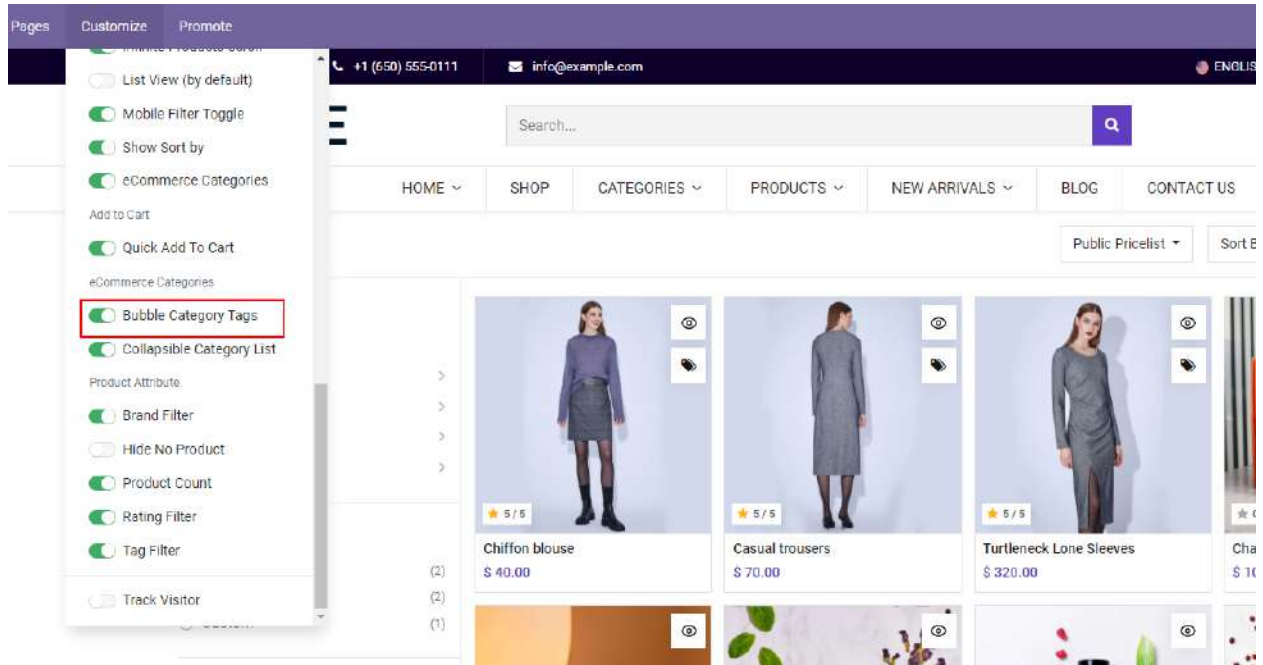 Pages Customize Promote
List View (by default)
Mobile Filter Toggle
Show Sort by
eCommerce Categories
Add to Cart
Quick Add To Cart
eCommerce Categories
Bubble Category Tags
Collapsible Category List
Product Attribute
Brand Filter
Hide No Product
Product Count
Rating Filter
Tag Filter
Track Visitor
+1 (650) 555-0111 info@example.com
E
Search...
HOME SHOP CATEGORIES PRODUCTS NEW ARRIVALS BLOG CONTACT US
Public Pricelist
(2)
(2)
(1)
5 / 5
Chiffon blouse
$ 40.00
5 / 5
Casual trousers
$ 70.00
5 / 5
Turtleneck Lone Sleeves
$ 320.00